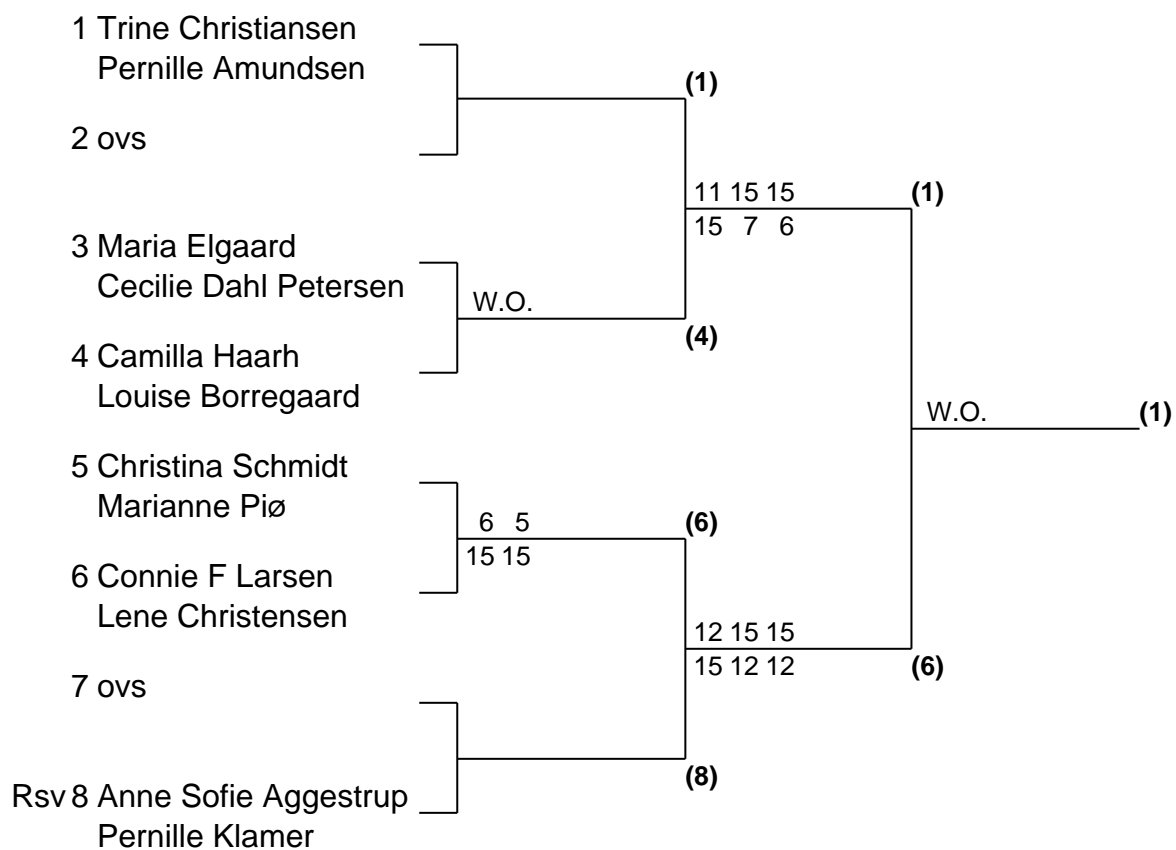 1 Trine Christiansen
Pernille Amundsen
(1)
2 ovs
11 15 15
(1)
15 7 6
3 Maria Elgaard
Cecilie Dahl Petersen
W.O.
(4)
4 Camilla Haarh
Louise Borregaard
W.O.
(1)
5 Christina Schmidt
Marianne Piø
6 5
(6)
15 15
6 Connie F Larsen
Lene Christensen
12 15 15
15 12 12
(6)
7 ovs
(8)
Rsv 8 Anne Sofie Aggestrup
Pernille Klamer